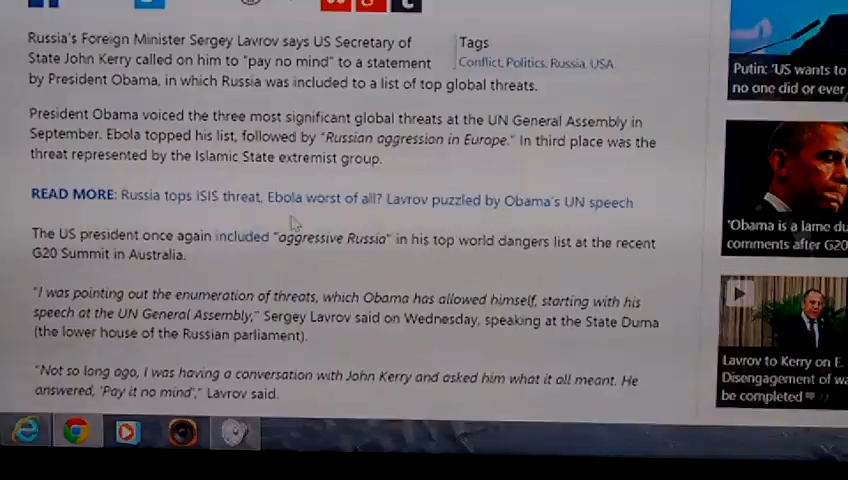 Russia's Foreign Minister Sergey Lavrov says US Secretary of
State John Kerry called on him to "pay no mind" to a statement
by President Obama, in which Russia was included to a list of top global threats.
Tags
Conflict, Politics, Russia, USA
President Obama voiced the three most significant global threats at the UN General Assembly in
September. Ebola topped his list, followed by "Russian aggression in Europe." In third place was the
threat represented by the Islamic State extremist group.
READ MORE: Russia tops ISIS threat, Ebola worst of all? Lavrov puzzled by Obama's UN speech
The US president once again included "aggressive Russia" in his top world dangers list at the recent
G20 Summit in Australia.
"I was pointing out the enumeration of threats, which Obama has allowed himself, starting with his
speech at the UN General Assembly," Sergey Lavrov said on Wednesday, speaking at the State Duma
(the lower house of the Russian parliament).
"Not so long ago, I was having a conversation with John Kerry and asked him what it all meant. He
answered, 'Pay it no mind'," Lavrov said.
Putin: 'US wants to
no one did or ever
'Obama is a lame du
comments after G20
Lavrov to Kerry on E.
Disengagement of wa
be completed